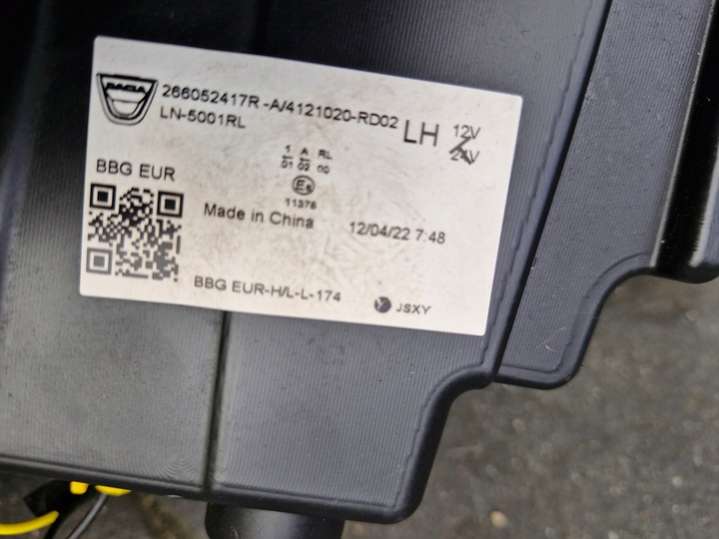 DACIA
266052417R-A/4121020-RD02
LN-5001RL
LH
12V
24V
1 A RL
01 02 00
BBG EUR
11376
Made in China
12/04/22 7:48
BBG EUR-H/L-L-174
JSXY